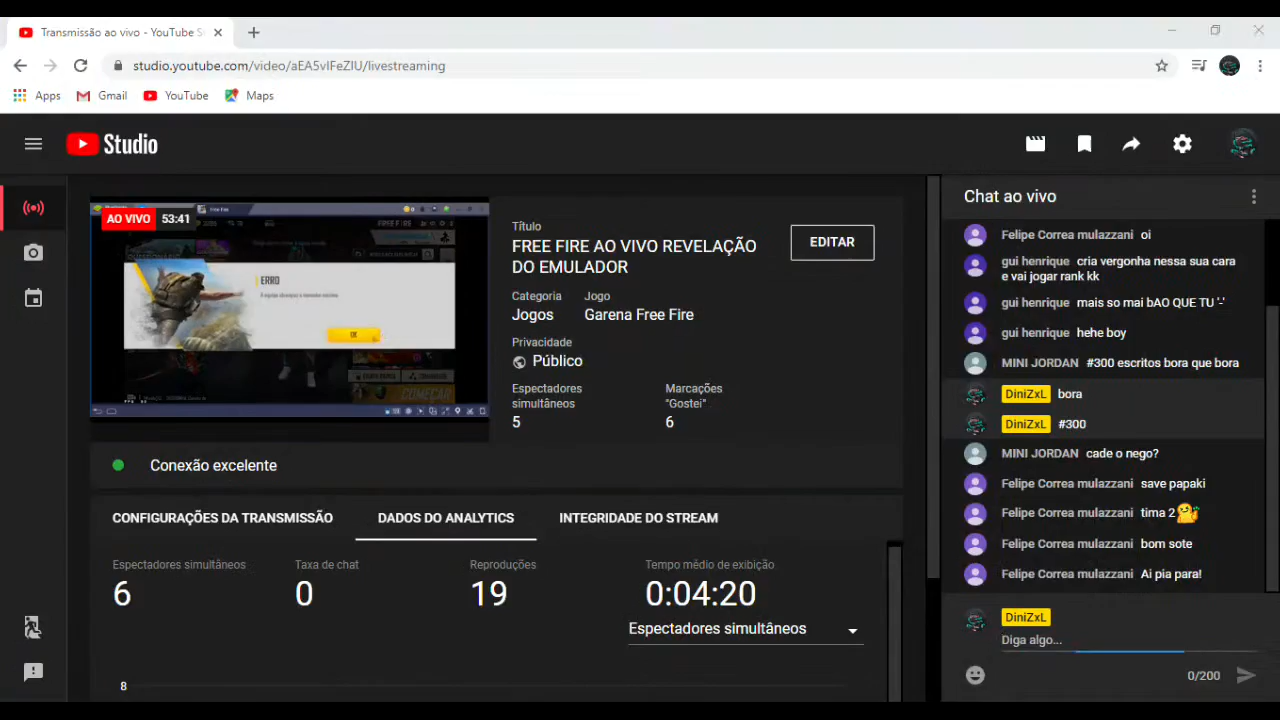 Transmissão ao vivo - YouTube S
studio.youtube.com/video/aEA5vIFeZIU/livestreaming
Apps Gmail YouTube Maps
Studio
AO VIVO 53:41
Free Fire
FREE FIRE
ERRO
OK
COMEÇAR
Título
FREE FIRE AO VIVO REVELAÇÃO
DO EMULADOR
EDITAR
Categoria Jogo
Jogos Garena Free Fire
Privacidade
Público
Espectadores Marcações
simultâneos "Gostei"
5 6
Conexão excelente
CONFIGURAÇÕES DA TRANSMISSÃO DADOS DO ANALYTICS INTEGRIDADE DO STREAM
Espectadores simultâneos Taxa de chat Reproduções Tempo médio de exibição
6 0 19 0:04:20
Espectadores simultâneos
8
Chat ao vivo
Felipe Correa mulazzani oi
gui henrique cria vergonha nessa sua cara
e vai jogar rank kk
gui henrique mais so mai bAO QUE TU '-'
gui henrique hehe boy
MINI JORDAN #300 escritos bora que bora
DiniZxL bora
DiniZxL #300
MINI JORDAN cade o nego?
Felipe Correa mulazzani save papaki
Felipe Correa mulazzani tima 2
Felipe Correa mulazzani bom sote
Felipe Correa mulazzani Ai pia para!
DiniZxL
Diga algo...
0/200